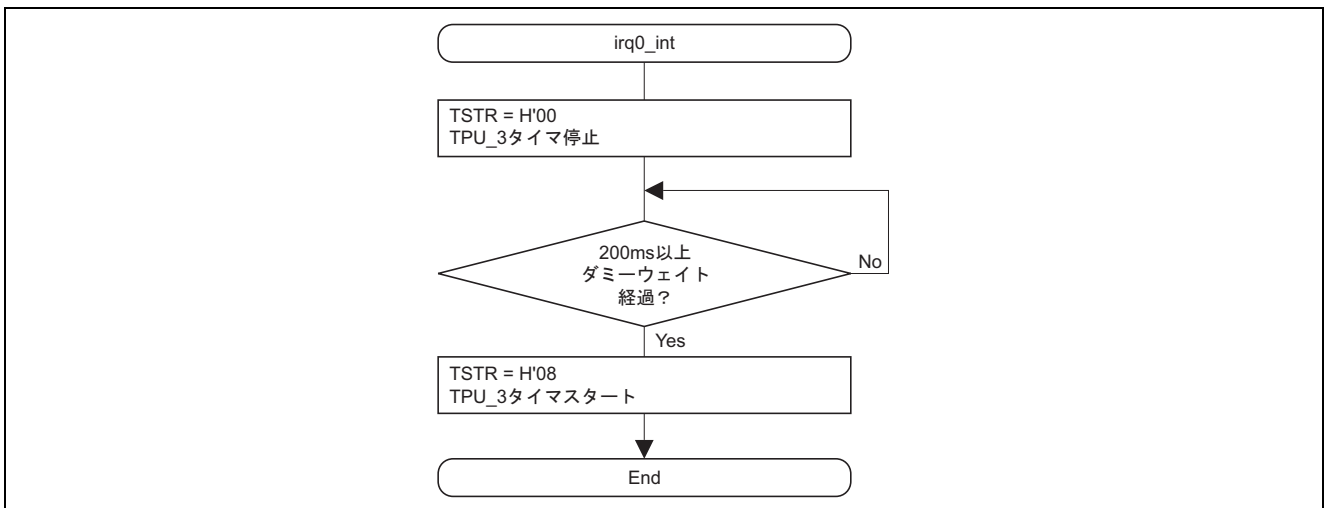 irq0_int
TSTR = H'00
TPU_3タイマ停止
200ms以上
ダミーウェイト
経過？
No
Yes
TSTR = H'08
TPU_3タイマスタート
End